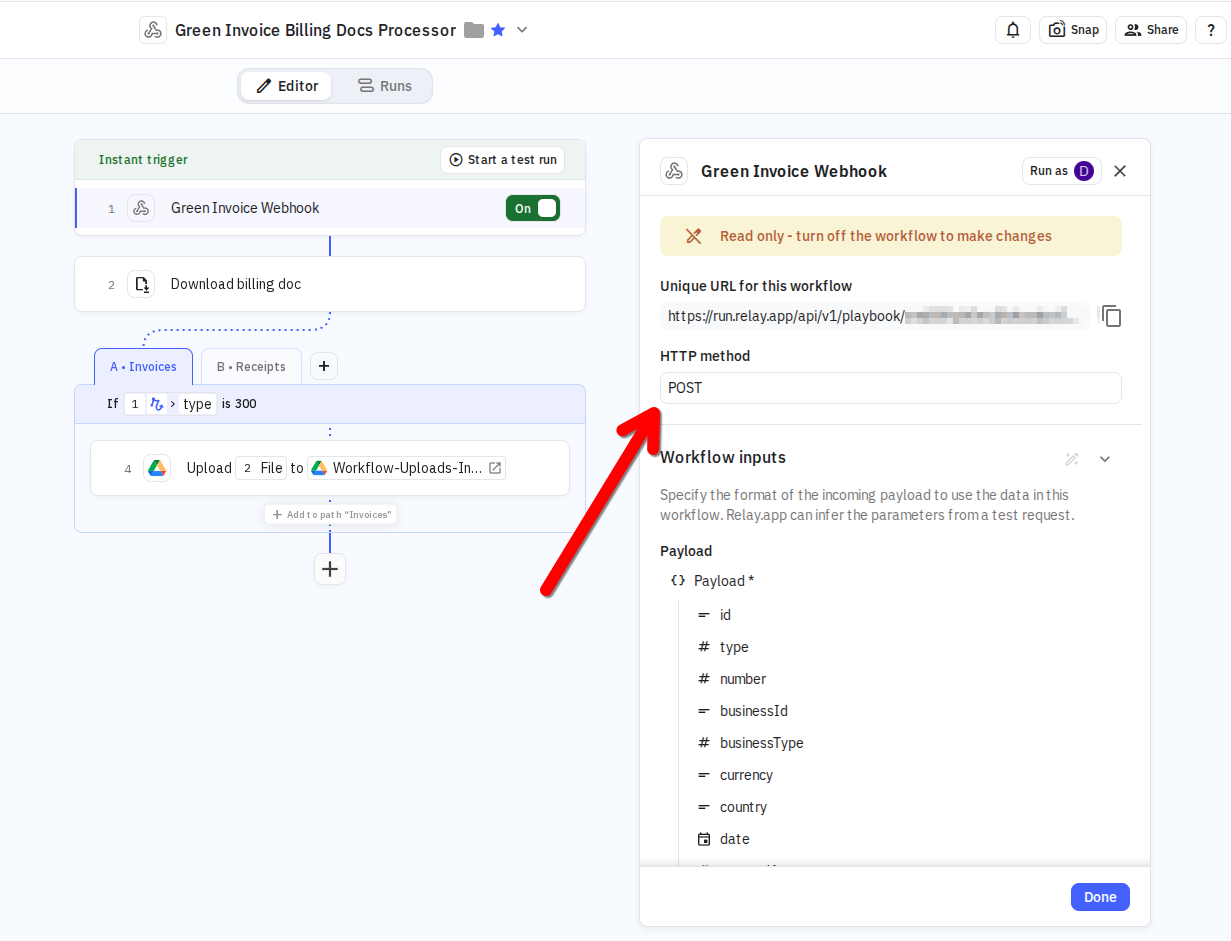 Green Invoice Billing Docs Processor
Snap
Share
?
Editor
Runs
Instant trigger
Start a test run
1 Green Invoice Webhook On
2 Download billing doc
A • Invoices
B • Receipts
If 1 > type is 300
4 Upload 2 File to Workflow-Uploads-In...
Add to path "Invoices"
Green Invoice Webhook
Run as D
Read only - turn off the workflow to make changes
Unique URL for this workflow
https://run.relay.app/api/v1/playbook/
HTTP method
POST
Workflow inputs
Specify the format of the incoming payload to use the data in this
workflow. Relay.app can infer the parameters from a test request.
Payload
{} Payload *
id
# type
# number
businessId
# businessType
currency
country
date
Done